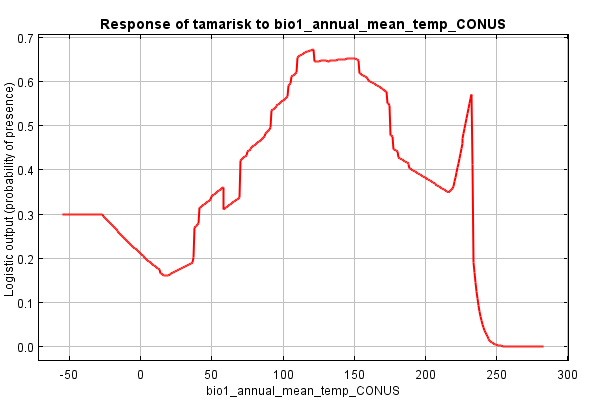 Response of tamarisk to bio1_annual_mean_temp_CONUS
Logistic output (probability of presence)
0.7
0.6
0.5
0.4
0.3
0.2
0.1
0.0
-50 0 50 100 150 200 250 300
bio1_annual_mean_temp_CONUS